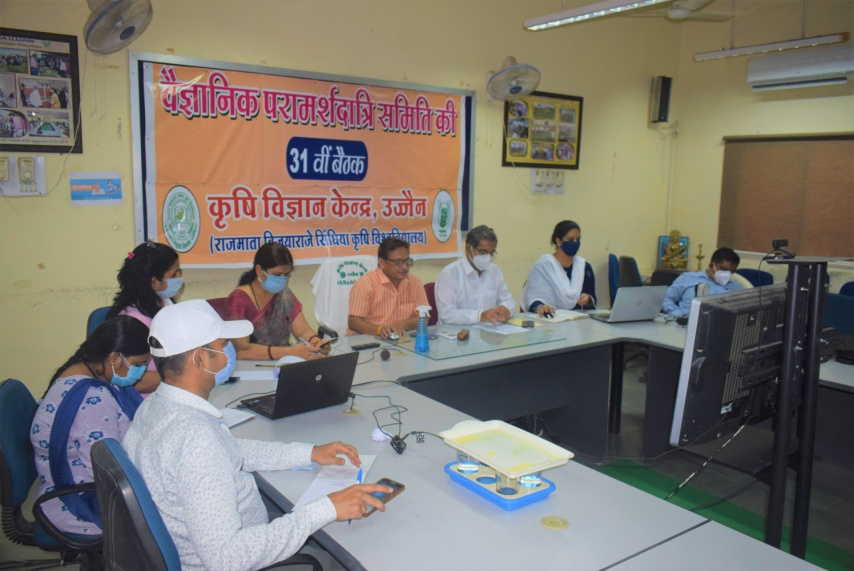 वैज्ञानिक परामर्शदात्रि समिति की
31 वीं बैठक
कृषि विज्ञान केन्द्र, उज्जैन
(राजमाता विजयाराजे सिंधिया कृषि विश्वविद्यालय)